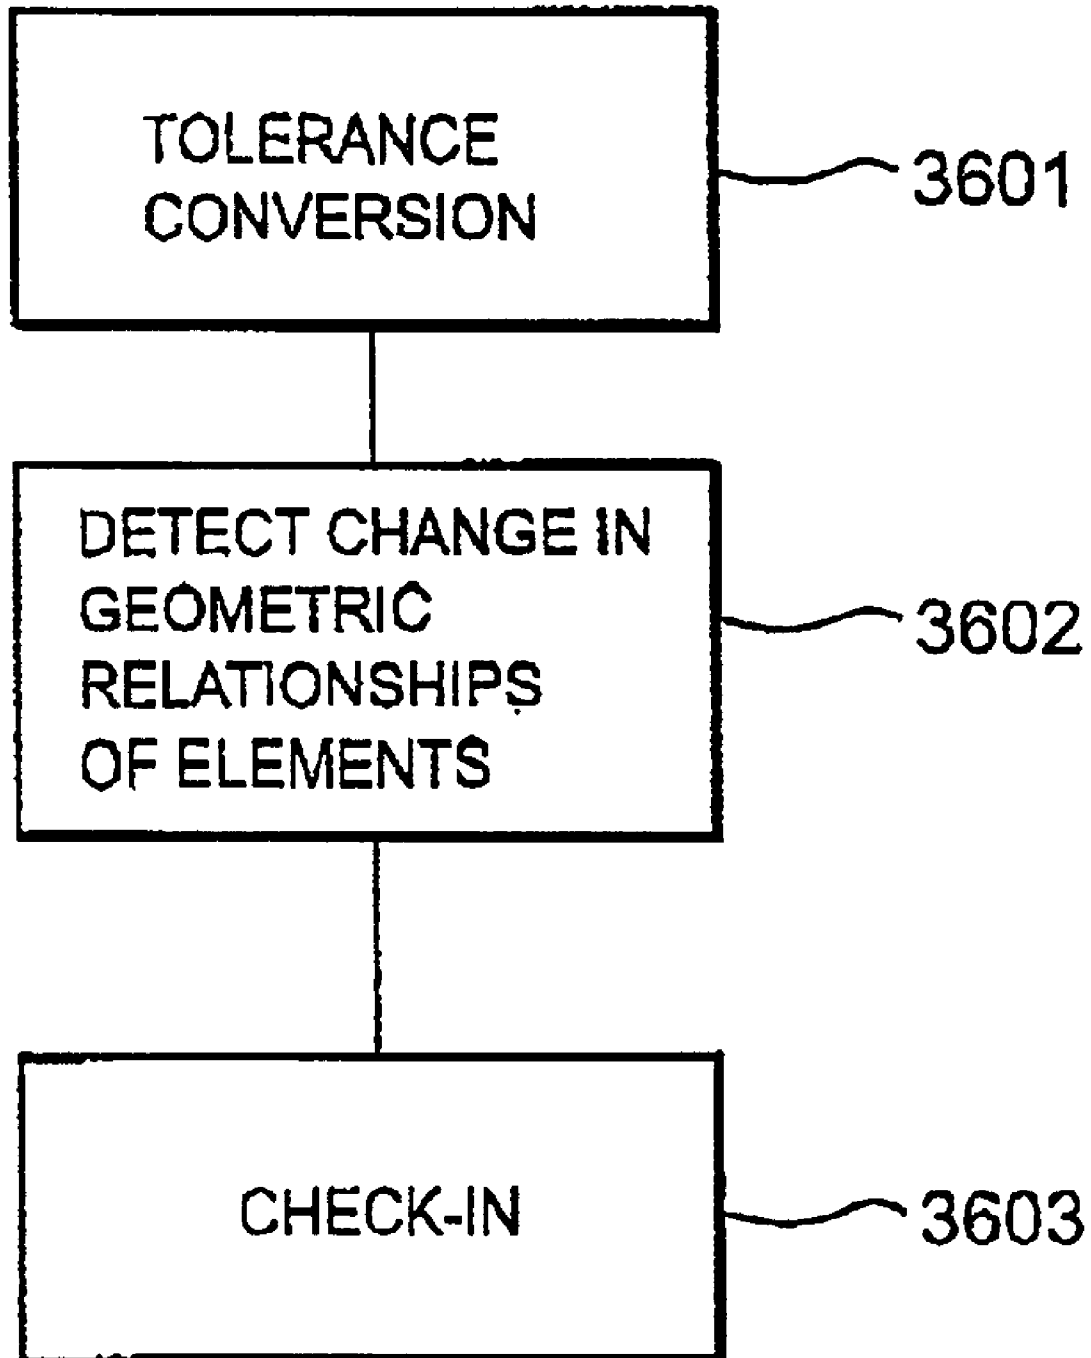 TOLERANCE
CONVERSION
3601
DETECT CHANGE IN
GEOMETRIC
RELATIONSHIPS
OF ELEMENTS
3602
CHECK-IN
3603